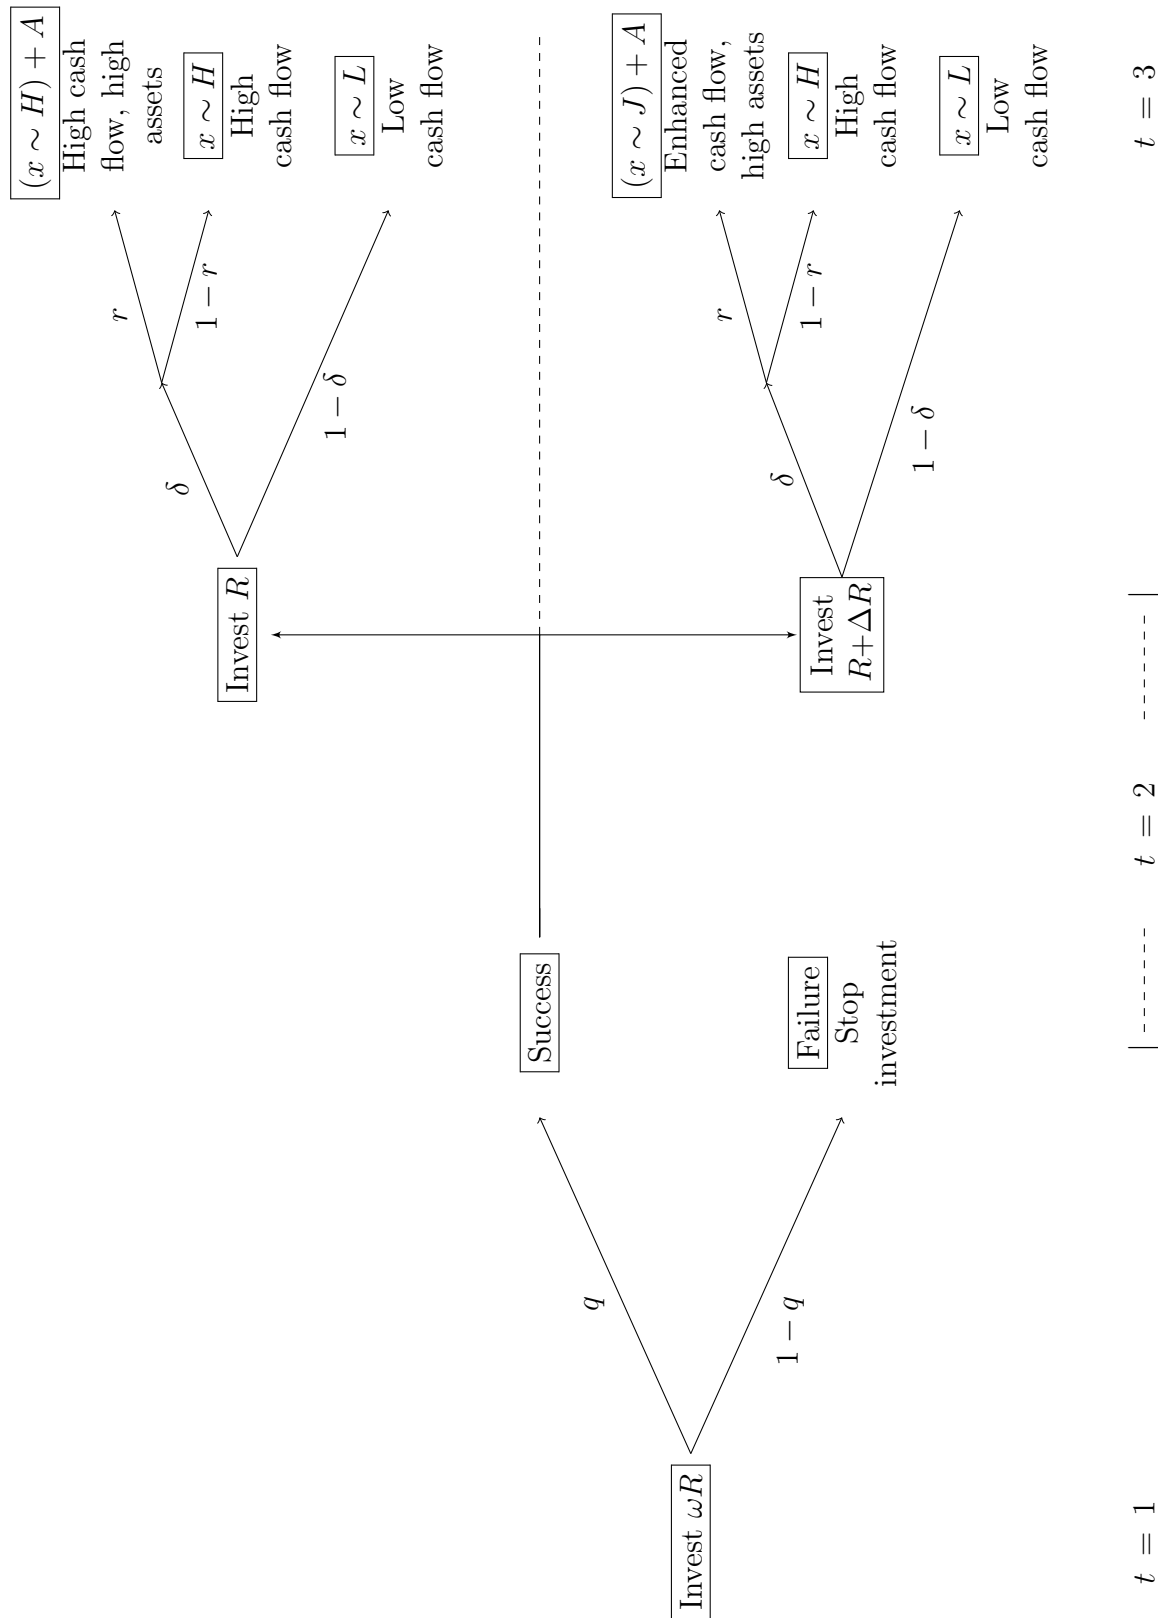 Invest ωR
q
1 − q
Success
Failure
Stop
investment
Invest R
δ
1 − δ
r
1 − r
(x ∼ H) + A
High cash
flow, high
assets
x ∼ H
High
cash flow
x ∼ L
Low
cash flow
Invest
R+ΔR
δ
1 − δ
r
1 − r
(x ∼ J) + A
Enhanced
cash flow,
high assets
x ∼ H
High
cash flow
x ∼ L
Low
cash flow
t = 1
t = 2
t = 3